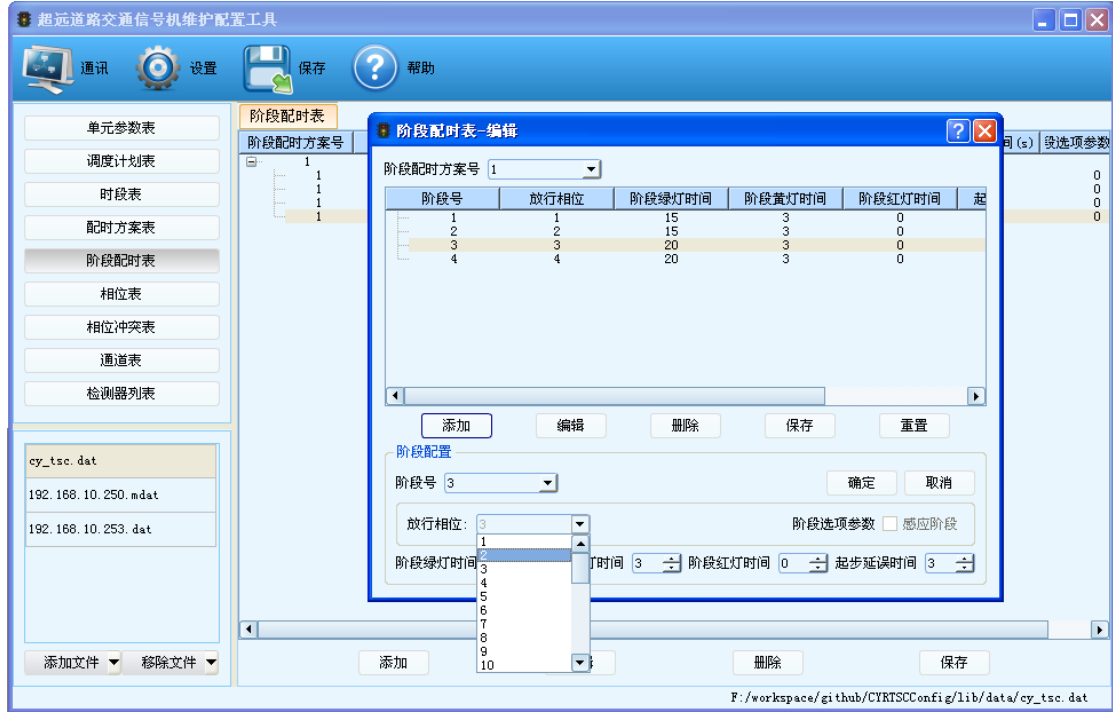 超远道路交通信号机维护配置工具
通讯 设置 保存 帮助
单元参数表
调度计划表
时段表
配时方案表
阶段配时表
相位表
相位冲突表
通道表
检测器列表
cy_tsc.dat
192.168.10.250.mdat
192.168.10.253.dat
添加文件 移除文件
阶段配时表
阶段配时方案号 间(s) 段选项参数
1
1 0
1 0
1 0
1 0
阶段配时表-编辑
阶段配时方案号 1
阶段号 放行相位 阶段绿灯时间 阶段黄灯时间 阶段红灯时间 起
1 1 15 3 0
2 2 15 3 0
3 3 20 3 0
4 4 20 3 0
添加 编辑 删除 保存 重置
阶段配置
阶段号 3 确定 取消
放行相位: 3 阶段选项参数 感应阶段
阶段绿灯时间 灯时间 3 阶段红灯时间 0 起步延误时间 3
1
2
3
4
5
6
7
8
9
10
添加 删除 保存
F:/workspace/github/CYRTSCConfig/lib/data/cy_tsc.dat